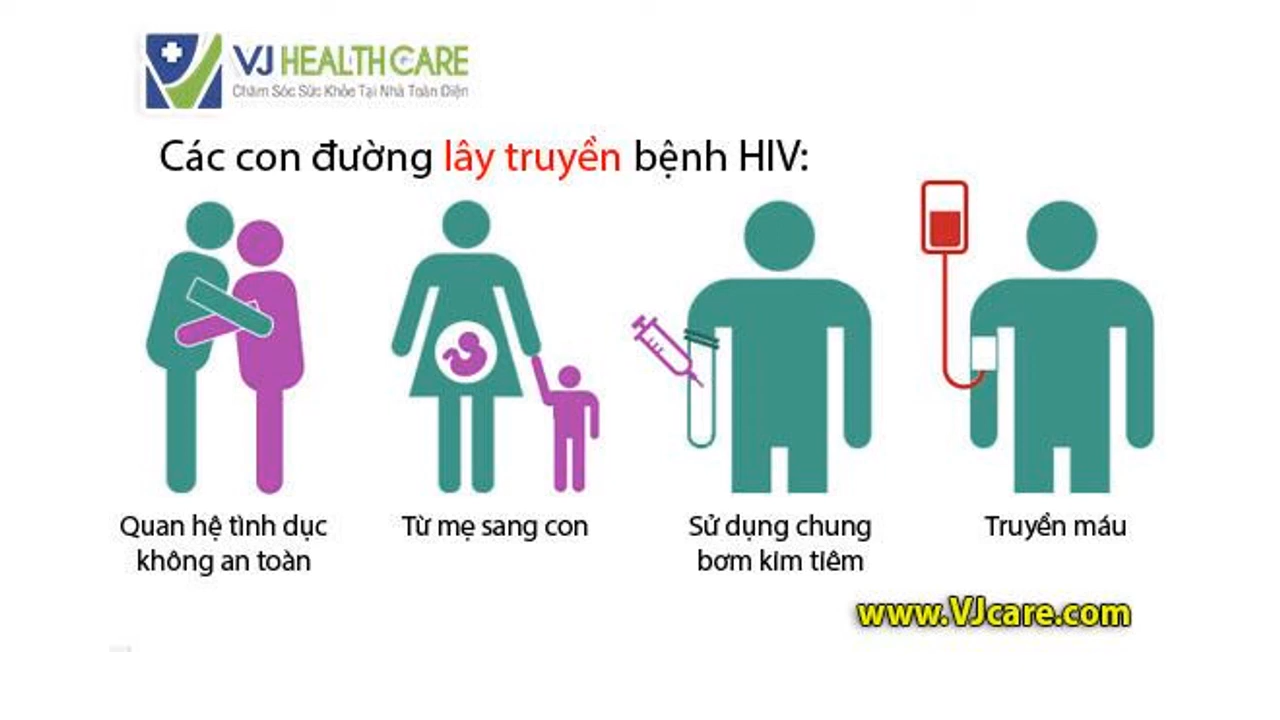 VJ HEALTH CARE
Chăm Sóc Sức Khỏe Tại Nhà Toàn Diện
Các con đường lây truyền bệnh HIV:
Quan hệ tình dục
không an toàn
Từ mẹ sang con
Sử dụng chung
bơm kim tiêm
Truyền máu
www.VJcare.com